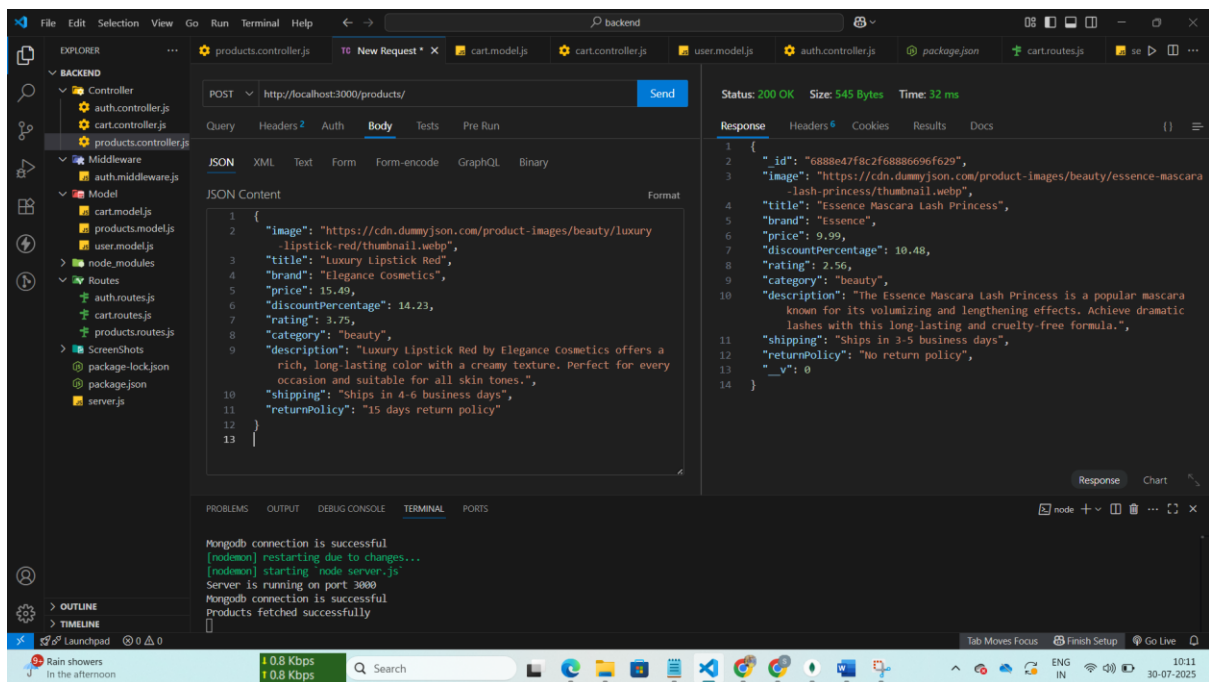 File Edit Selection View Go Run Terminal Help
backend
EXPLORER
BACKEND
Controller
auth.controller.js
cart.controller.js
products.controller.js
Middleware
auth.middleware.js
Model
cart.model.js
products.model.js
user.model.js
node_modules
Routes
auth.routes.js
cart.routes.js
products.routes.js
ScreenShots
package-lock.json
package.json
server.js
OUTLINE
TIMELINE
products.controller.js TC New Request * cart.model.js cart.controller.js user.model.js auth.controller.js package.json cart.routes.js se
POST http://localhost:3000/products/ Send
Query Headers 2 Auth Body Tests Pre Run
JSON XML Text Form Form-encode GraphQL Binary
JSON Content Format
1 {
2 "image": "https://cdn.dummyjson.com/product-images/beauty/luxury
-lipstick-red/thumbnail.webp",
3 "title": "Luxury Lipstick Red",
4 "brand": "Elegance Cosmetics",
5 "price": 15.49,
6 "discountPercentage": 14.23,
7 "rating": 3.75,
8 "category": "beauty",
9 "description": "Luxury Lipstick Red by Elegance Cosmetics offers a
rich, long-lasting color with a creamy texture. Perfect for every
occasion and suitable for all skin tones.",
10 "shipping": "Ships in 4-6 business days",
11 "returnPolicy": "15 days return policy"
12 }
13
Status: 200 OK Size: 545 Bytes Time: 32 ms
Response Headers 6 Cookies Results Docs {}
1 {
2 "_id": "6888e47f8c2f68886696f629",
3 "image": "https://cdn.dummyjson.com/product-images/beauty/essence-mascara
-lash-princess/thumbnail.webp",
4 "title": "Essence Mascara Lash Princess",
5 "brand": "Essence",
6 "price": 9.99,
7 "discountPercentage": 10.48,
8 "rating": 2.56,
9 "category": "beauty",
10 "description": "The Essence Mascara Lash Princess is a popular mascara
known for its volumizing and lengthening effects. Achieve dramatic
lashes with this long-lasting and cruelty-free formula.",
11 "shipping": "Ships in 3-5 business days",
12 "returnPolicy": "No return policy",
13 "__v": 0
14 }
Response Chart
PROBLEMS OUTPUT DEBUG CONSOLE TERMINAL PORTS
node
Mongodb connection is successful
[nodemon] restarting due to changes...
[nodemon] starting `node server.js`
Server is running on port 3000
Mongodb connection is successful
Products fetched successfully
Launchpad 0 0
Tab Moves Focus Finish Setup Go Live
9+ Rain showers
In the afternoon
0.8 Kbps
0.8 Kbps
Search
ENG
IN
10:11
30-07-2025